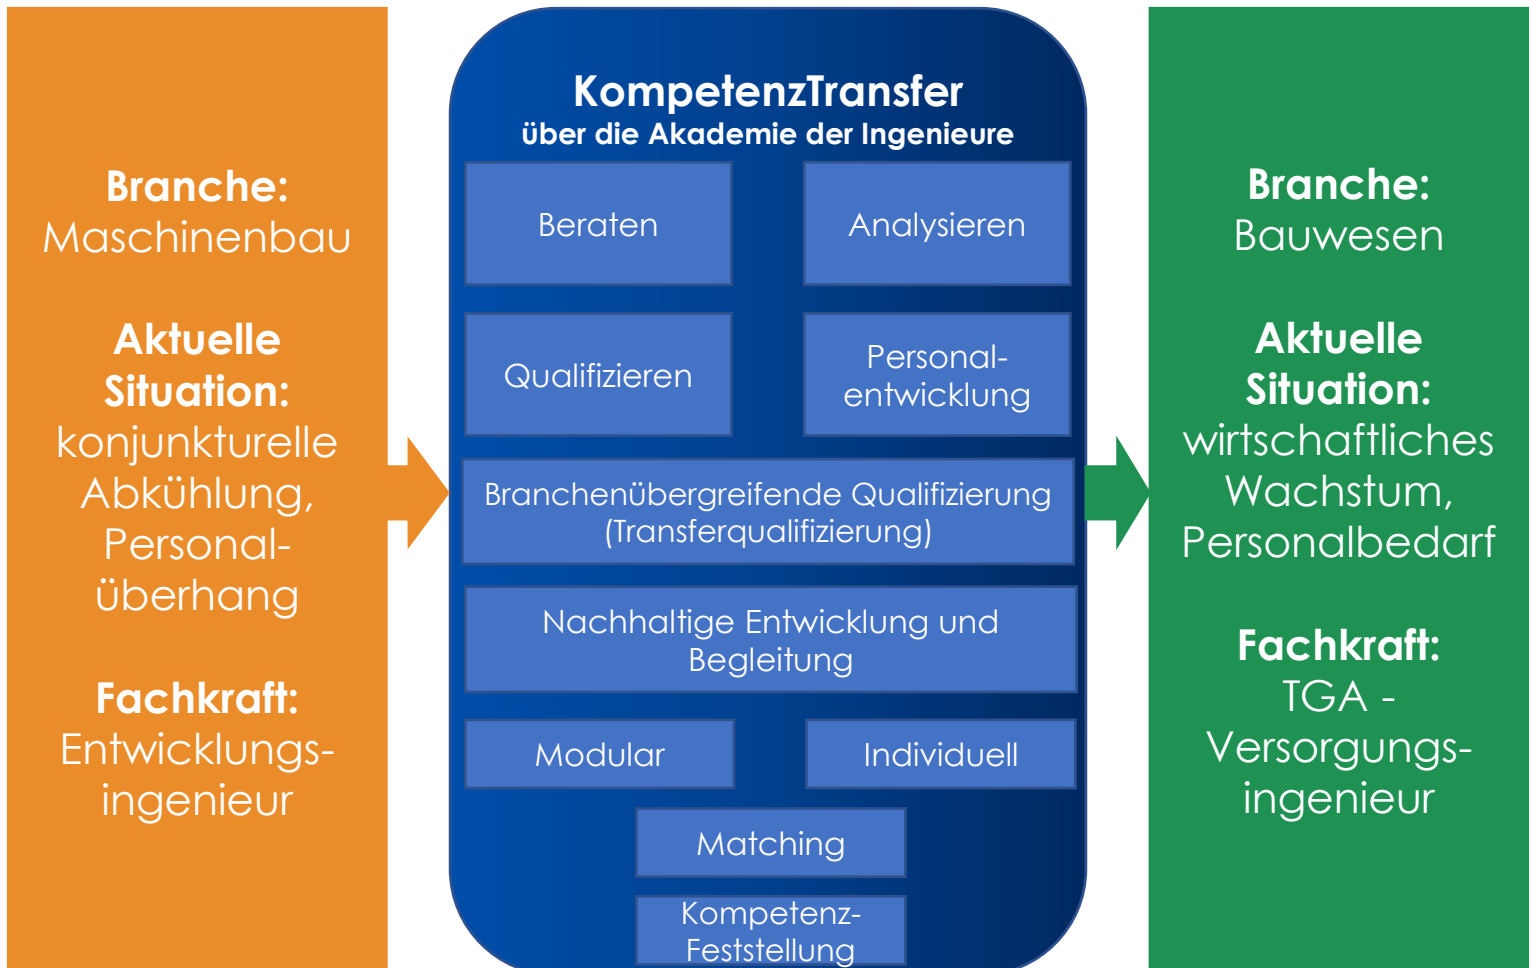 Branche:
Maschinenbau
Aktuelle
Situation:
konjunkturelle
Abkühlung,
Personal-
überhang
Fachkraft:
Entwicklungs-
ingenieur
KompetenzTransfer
über die Akademie der Ingenieure
Beraten
Analysieren
Qualifizieren
Personal-
entwicklung
Branchenübergreifende Qualifizierung
(Transferqualifizierung)
Nachhaltige Entwicklung und
Begleitung
Modular
Individuell
Matching
Kompetenz-
Feststellung
Branche:
Bauwesen
Aktuelle
Situation:
wirtschaftliches
Wachstum,
Personalbedarf
Fachkraft:
TGA -
Versorgungs-
ingenieur